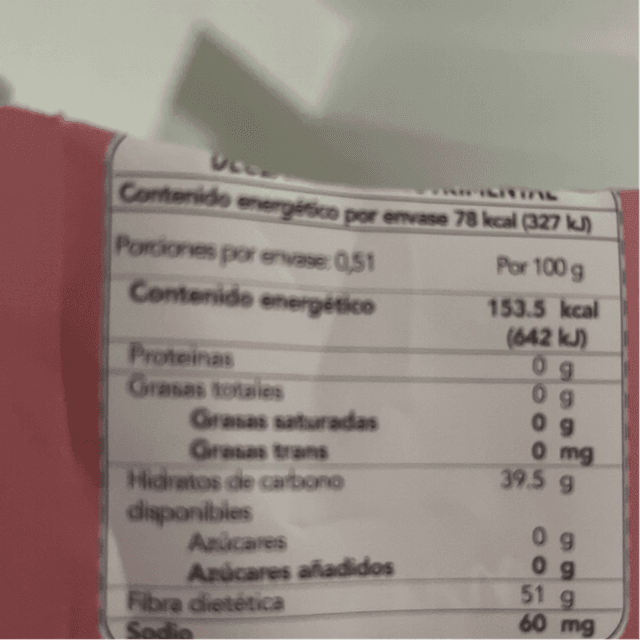 Contenido energético por envase 78 kcal (327 kJ)
Porciones por envase: 0,51 Por 100 g
Contenido energético 153.5 kcal
(642 kJ)
Proteinas 0 g
Grasas totales 0 g
Grasas saturadas 0 g
Grasas trans 0 mg
Hidratos de carbono 39.5 g
disponibles
Azúcares 0 g
Azúcares añadidos 0 g
Fibra dietética 51 g
Sodio 60 mg